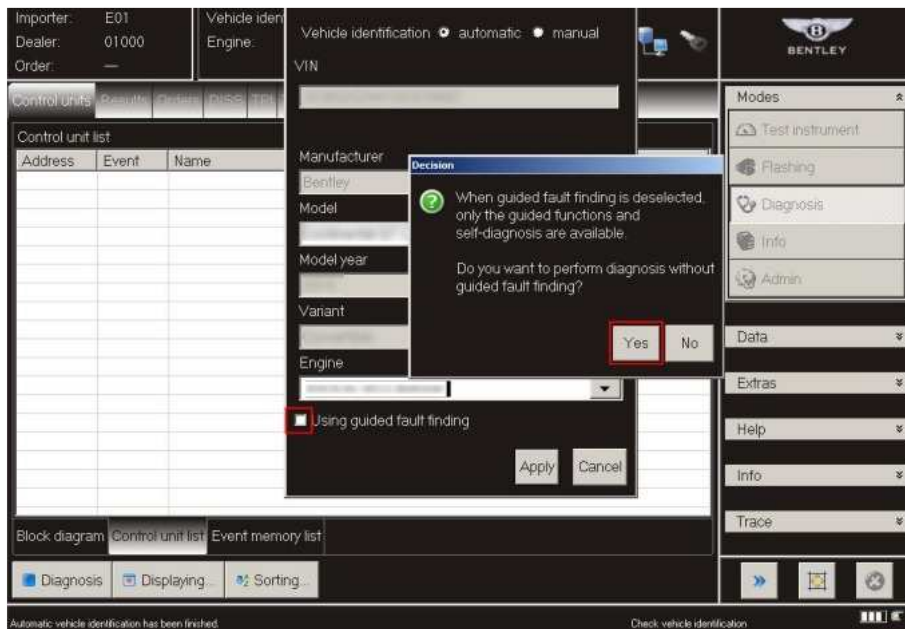 Importer: E01
Dealer: 01000
Order: —
Vehicle iden
Engine:
BENTLEY
Control units Results Orders DISS TPI
Control unit list
Address Event Name
Vehicle identification automatic manual
VIN
Manufacturer
Bentley
Model
Model year
Variant
Engine
Using guided fault finding
Apply Cancel
Decision
When guided fault finding is deselected,
only the guided functions and
self-diagnosis are available.
Do you want to perform diagnosis without
guided fault finding?
Yes No
Modes
Test instrument
Flashing
Diagnosis
Info
Admin
Data
Extras
Help
Info
Trace
Block diagram Control unit list Event memory list
Diagnosis Displaying... Sorting...
Automatic vehicle identification has been finished.
Check vehicle identification